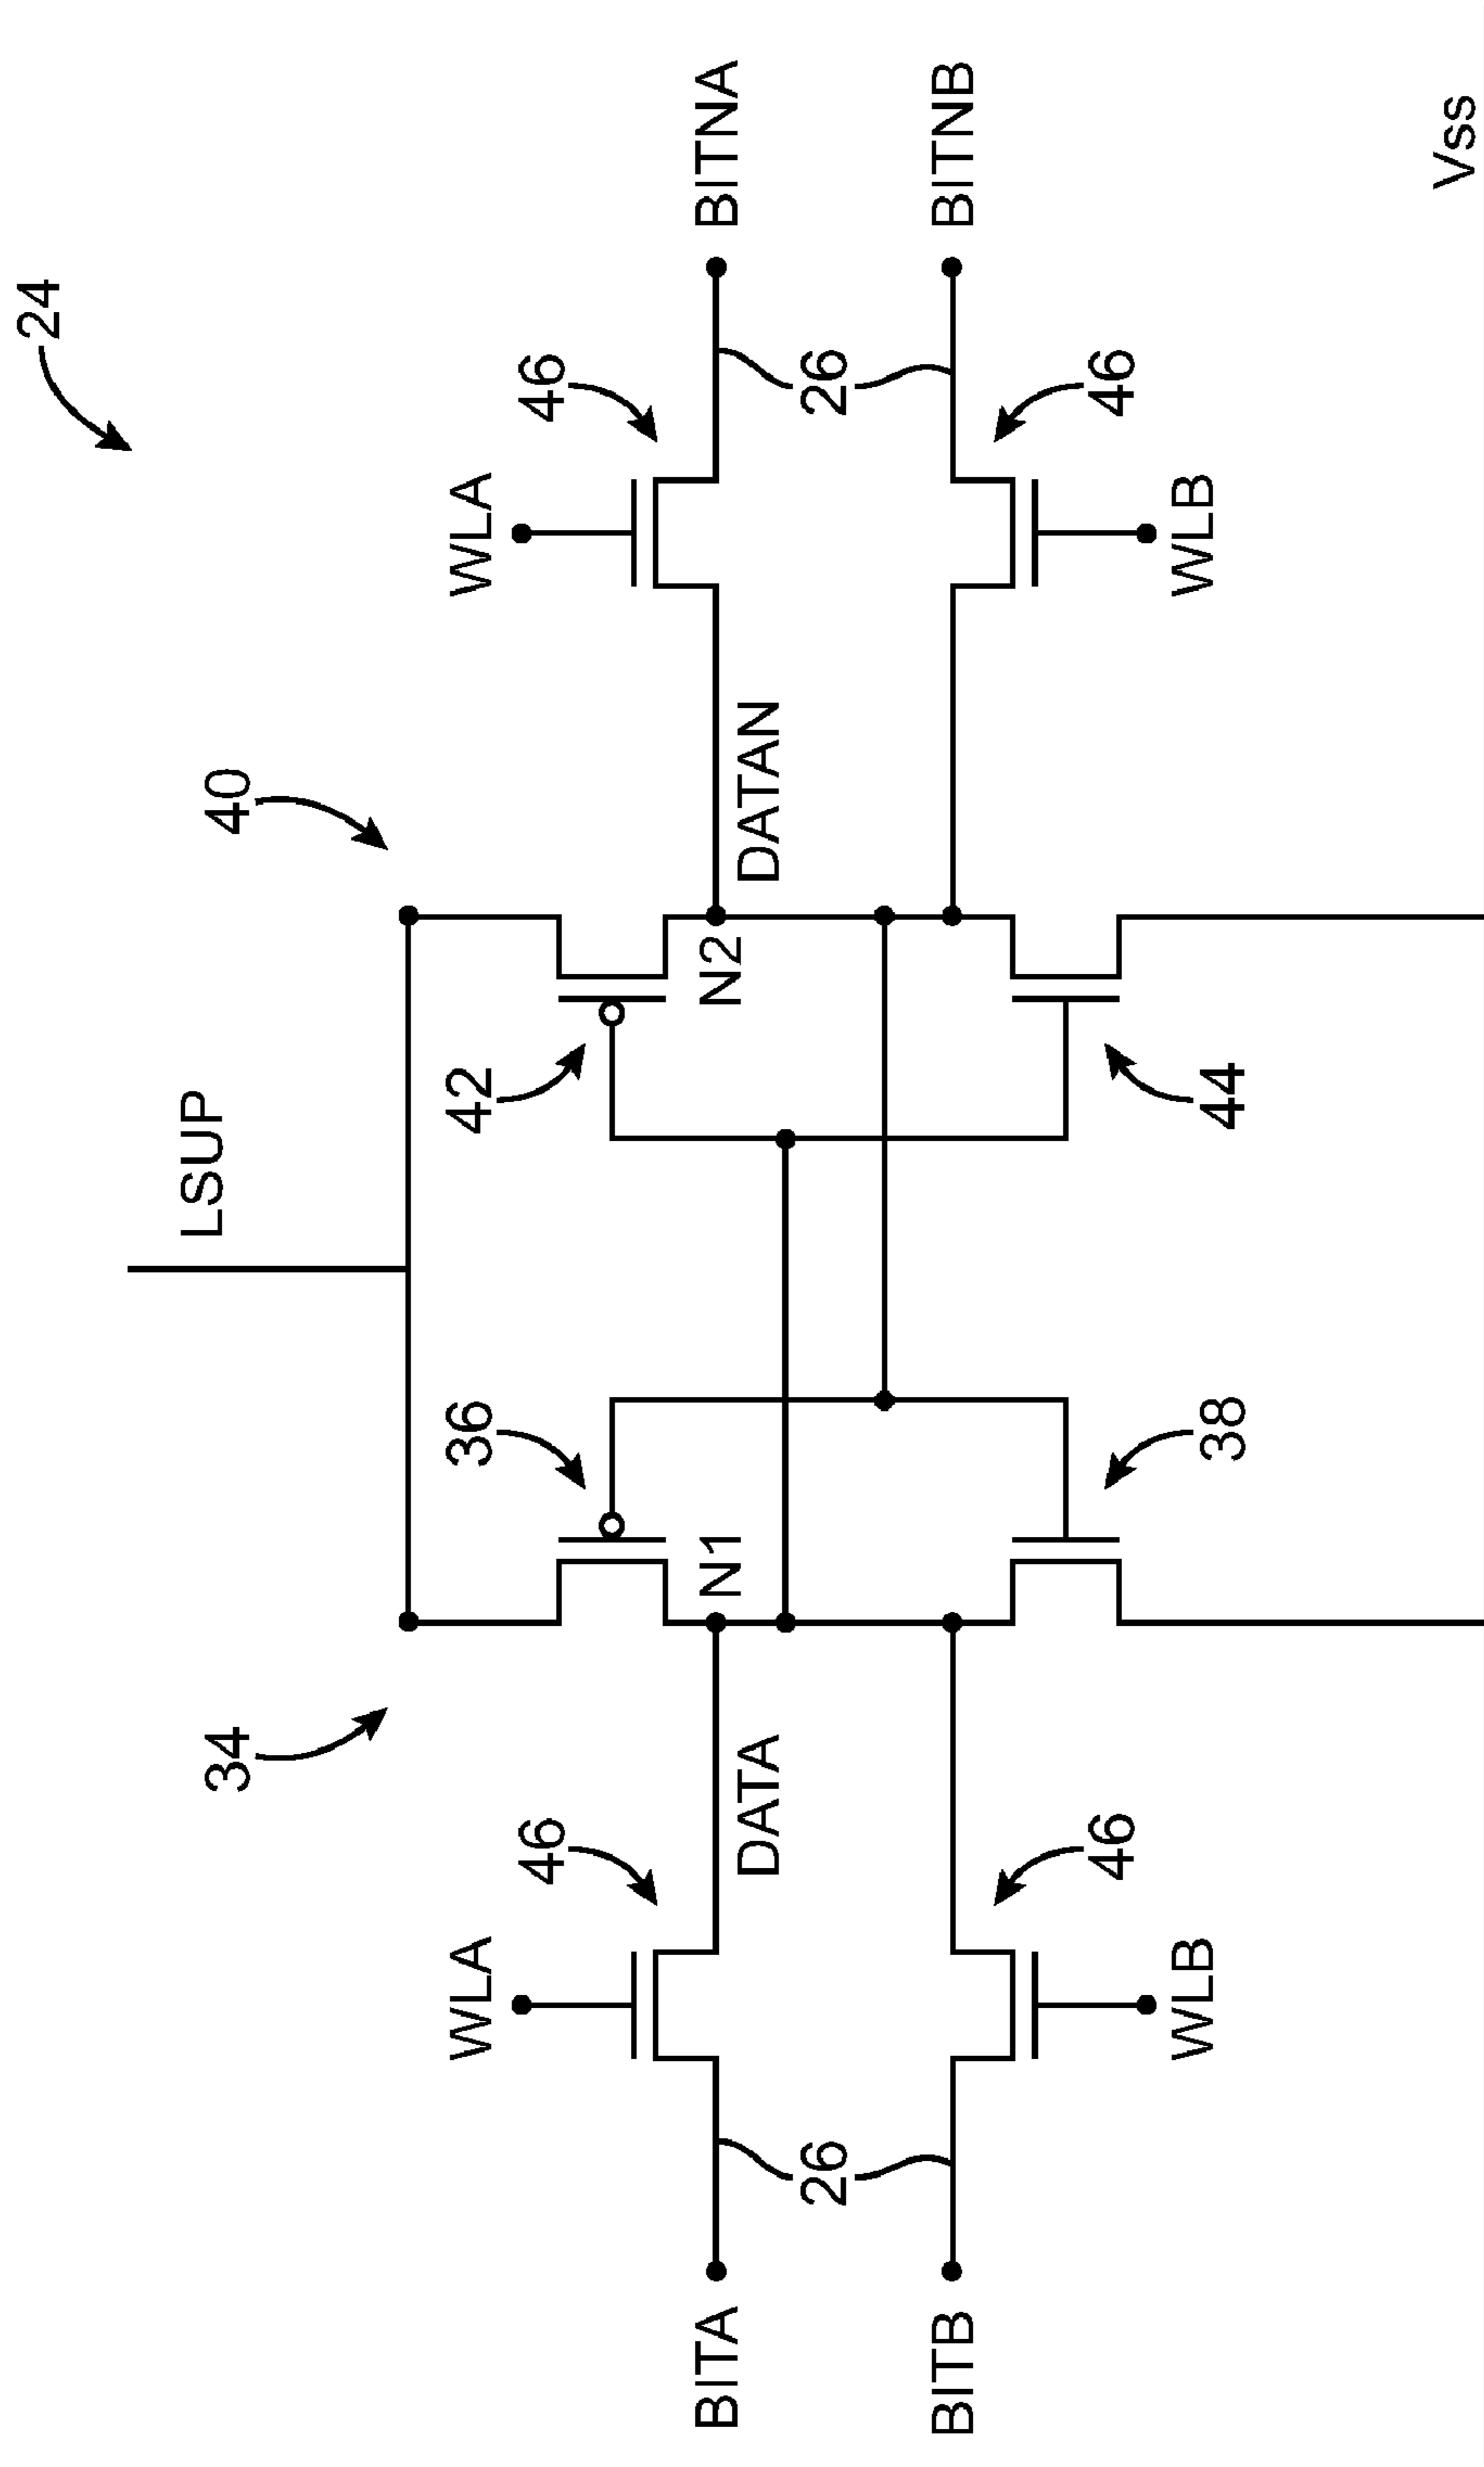 24
LSUP
34
40
WLA
46
36
42
46
WLA
BITA
DATA
N1
N2
DATAN
BITNA
26
26
BITB
BITNB
46
38
44
46
WLB
WLB
Vss